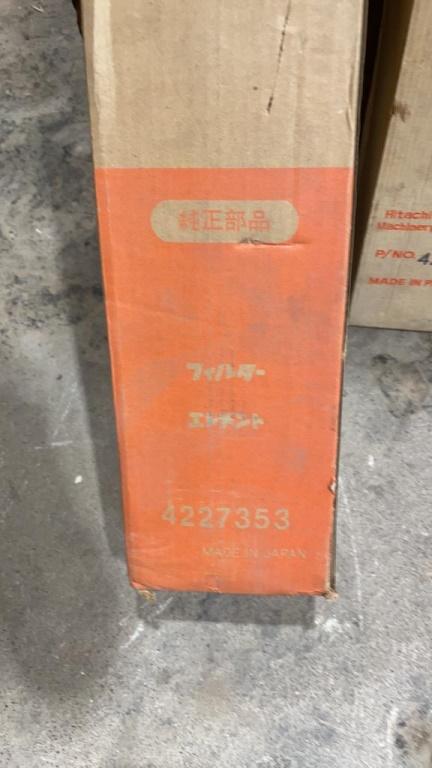 純正部品
フィルター
エレメント
4227353
MADE IN JAPAN
Hitachi
Machinery
P/NO. 4
MADE IN